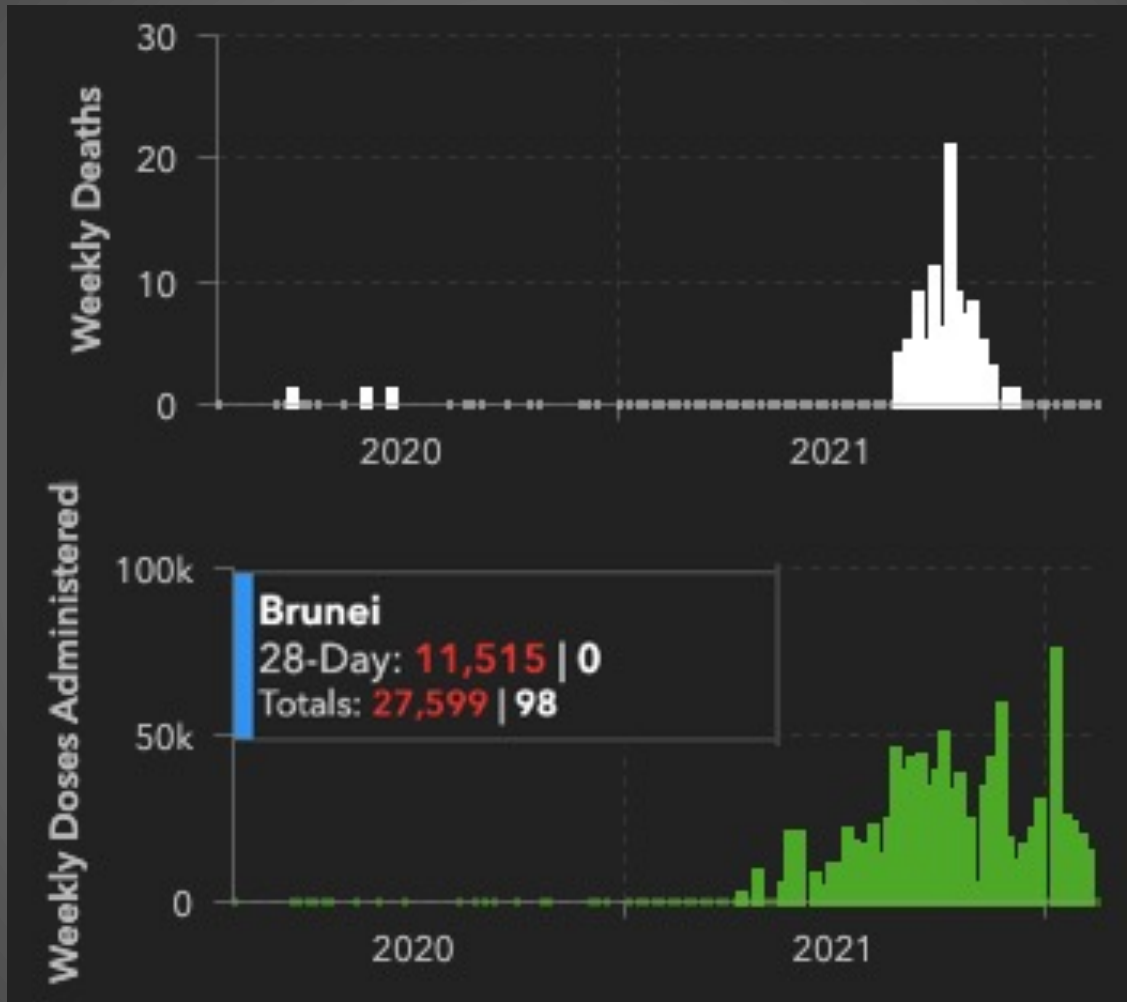 Weekly Deaths
30
20
10
0
2020
2021
Weekly Doses Administered
100k
50k
0
Brunei
28-Day: 11,515 | 0
Totals: 27,599 | 98
2020
2021